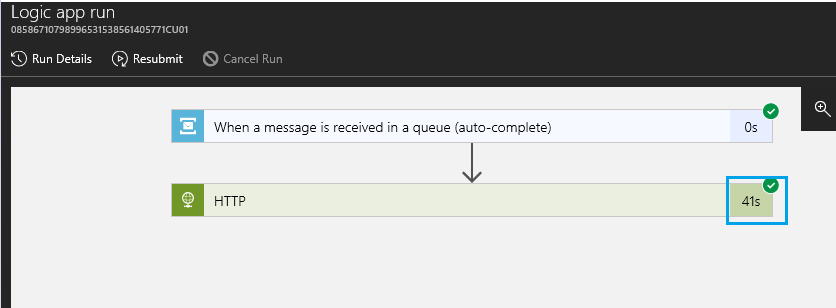 Logic app run
08586710798996531538561405771CU01
Run Details Resubmit Cancel Run
When a message is received in a queue (auto-complete) 0s
HTTP 41s